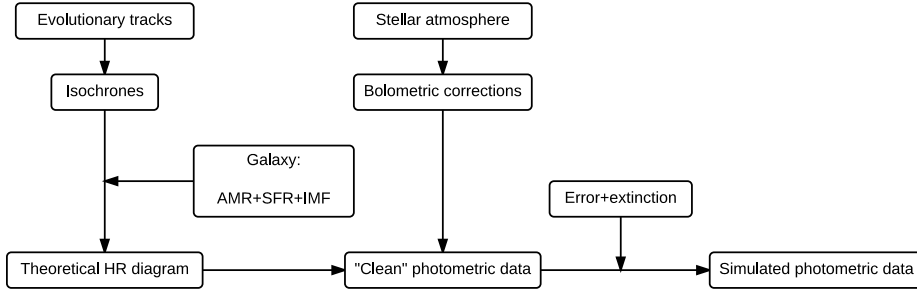 Evolutionary tracks
Stellar atmosphere
Isochrones
Bolometric corrections
Galaxy:
AMR+SFR+IMF
Error+extinction
Theoretical HR diagram
"Clean" photometric data
Simulated photometric data